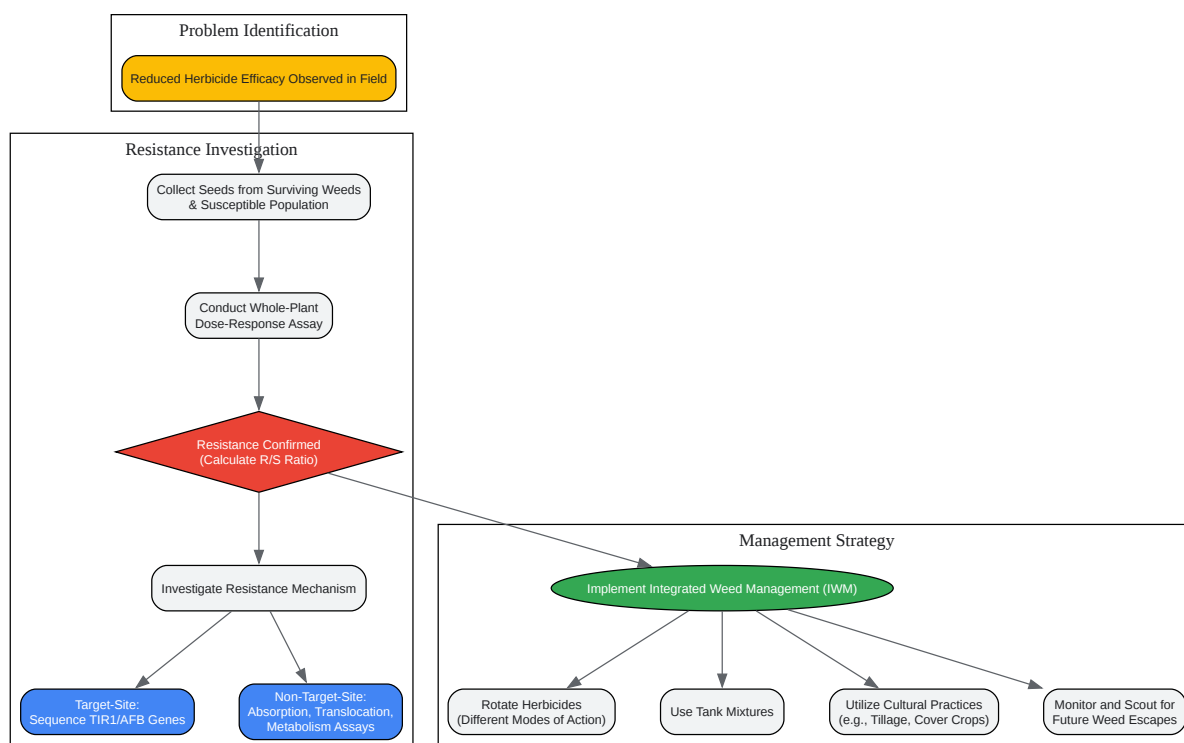 Problem Identification
Reduced Herbicide Efficacy Observed in Field
Resistance Investigation
Collect Seeds from Surviving Weeds
& Susceptible Population
Conduct Whole-Plant
Dose-Response Assay
Resistance Confirmed
(Calculate R/S Ratio)
Investigate Resistance Mechanism
Target-Site:
Sequence TIR1/AFB Genes
Non-Target-Site:
Absorption, Translocation,
Metabolism Assays
Management Strategy
Implement Integrated Weed Management (IWM)
Rotate Herbicides
(Different Modes of Action)
Use Tank Mixtures
Utilize Cultural Practices
(e.g., Tillage, Cover Crops)
Monitor and Scout for
Future Weed Escapes